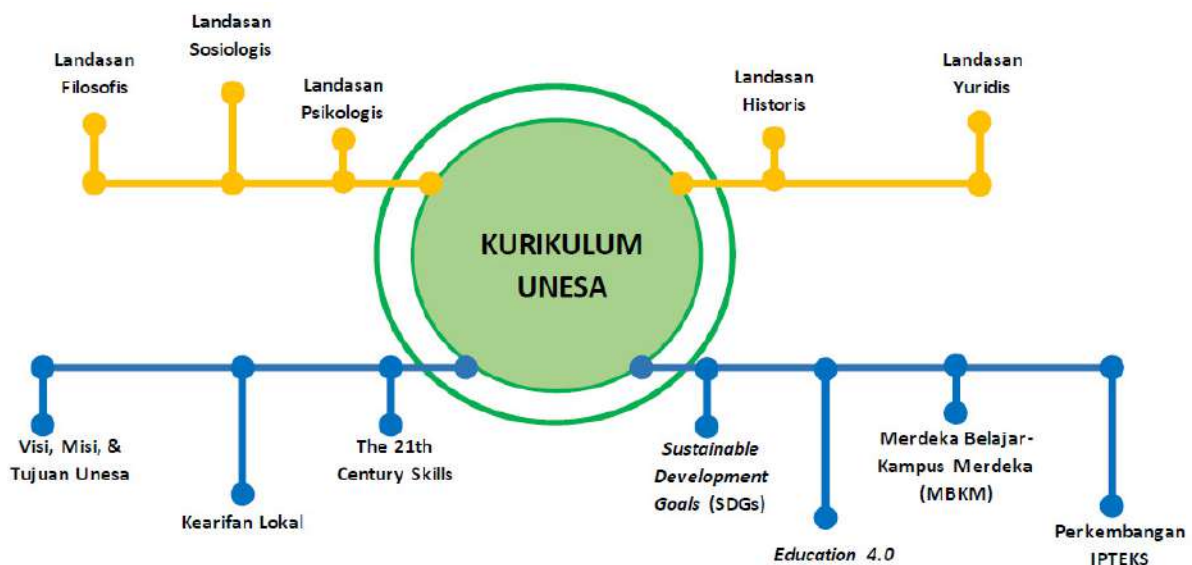 Landasan
Filosofis
Landasan
Sosiologis
Landasan
Psikologis
Landasan
Historis
Landasan
Yuridis
KURIKULUM
UNESA
Visi, Misi, &
Tujuan Unesa
Kearifan Lokal
The 21th
Century Skills
Sustainable
Development
Goals (SDGs)
Education 4.0
Merdeka Belajar-
Kampus Merdeka
(MBKM)
Perkembangan
IPTEKS